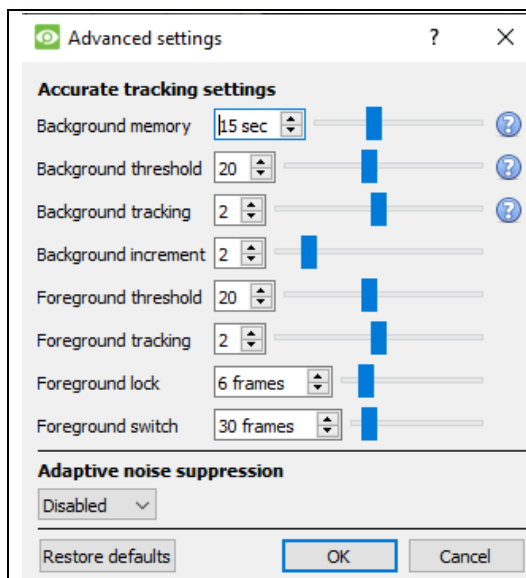 Advanced settings ? X
Accurate tracking settings
Background memory 15 sec ?
Background threshold 20 ?
Background tracking 2 ?
Background increment 2
Foreground threshold 20
Foreground tracking 2
Foreground lock 6 frames
Foreground switch 30 frames
Adaptive noise suppression
Disabled
Restore defaults OK Cancel